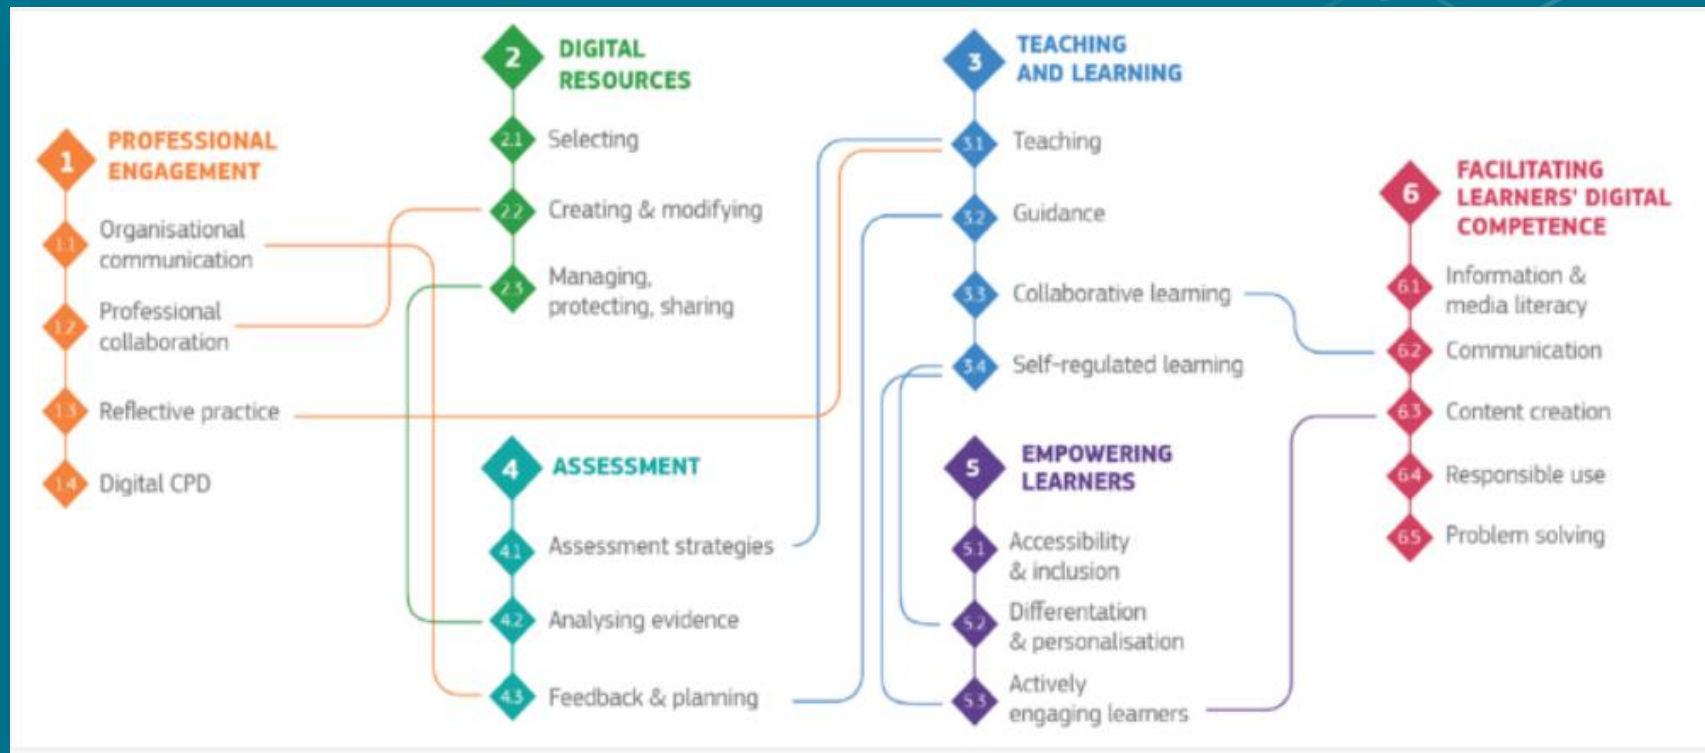 1
PROFESSIONAL
ENGAGEMENT
1.1
Organisational
communication
1.2
Professional
collaboration
1.3
Reflective practice
1.4
Digital CPD
2
DIGITAL
RESOURCES
2.1
Selecting
2.2
Creating & modifying
2.3
Managing,
protecting, sharing
3
TEACHING
AND LEARNING
3.1
Teaching
3.2
Guidance
3.3
Collaborative learning
3.4
Self-regulated learning
4
ASSESSMENT
4.1
Assessment strategies
4.2
Analysing evidence
4.3
Feedback & planning
5
EMPOWERING
LEARNERS
5.1
Accessibility
& inclusion
5.2
Differentation
& personalisation
5.3
Actively
engaging learners
6
FACILITATING
LEARNERS' DIGITAL
COMPETENCE
6.1
Information &
media literacy
6.2
Communication
6.3
Content creation
6.4
Responsible use
6.5
Problem solving